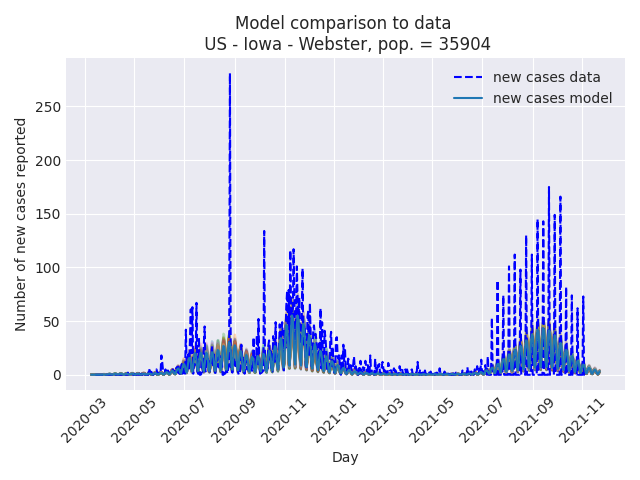 Model comparison to data
US - Iowa - Webster, pop. = 35904
new cases data
new cases model
Number of new cases reported
250
200
150
100
50
0
2020-03
2020-05
2020-07
2020-09
2020-11
2021-01
2021-03
2021-05
2021-07
2021-09
2021-11
Day